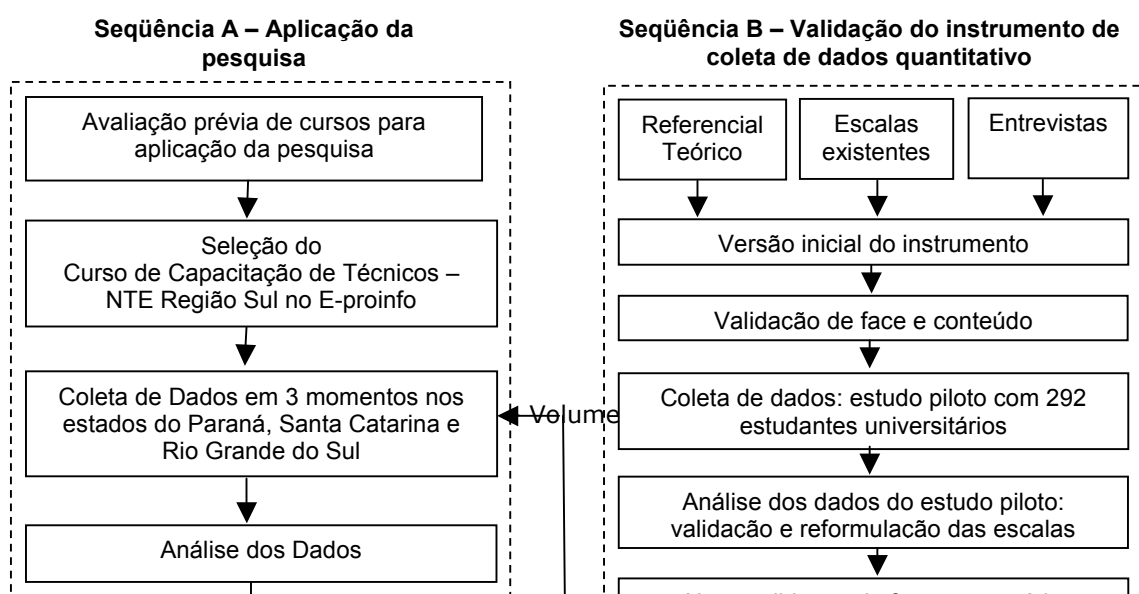 Seqüência A – Aplicação da
pesquisa
Avaliação prévia de cursos para
aplicação da pesquisa
Seleção do
Curso de Capacitação de Técnicos –
NTE Região Sul no E-proinfo
Coleta de Dados em 3 momentos nos
estados do Paraná, Santa Catarina e
Rio Grande do Sul
Análise dos Dados
Volume
Seqüência B – Validação do instrumento de
coleta de dados quantitativo
Referencial
Teórico
Escalas
existentes
Entrevistas
Versão inicial do instrumento
Validação de face e conteúdo
Coleta de dados: estudo piloto com 292
estudantes universitários
Análise dos dados do estudo piloto:
validação e reformulação das escalas